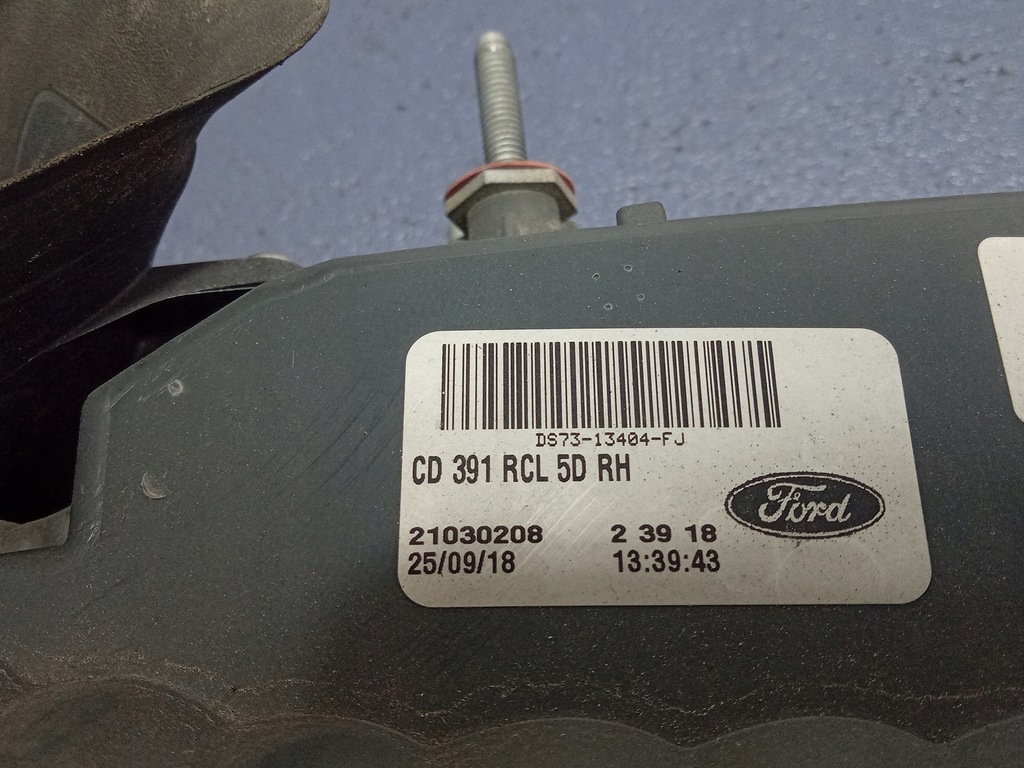 DS73-13404-FJ
CD 391 RCL 5D RH
Ford
21030208 2 39 18
25/09/18 13:39:43